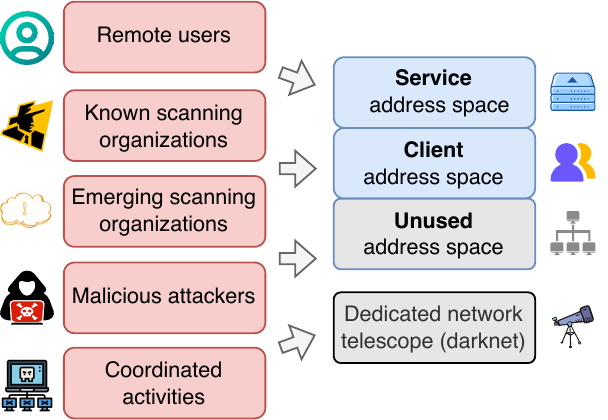 Remote users
Known scanning
organizations
Emerging scanning
organizations
Malicious attackers
Coordinated
activities
Service
address space
Client
address space
Unused
address space
Dedicated network
telescope (darknet)